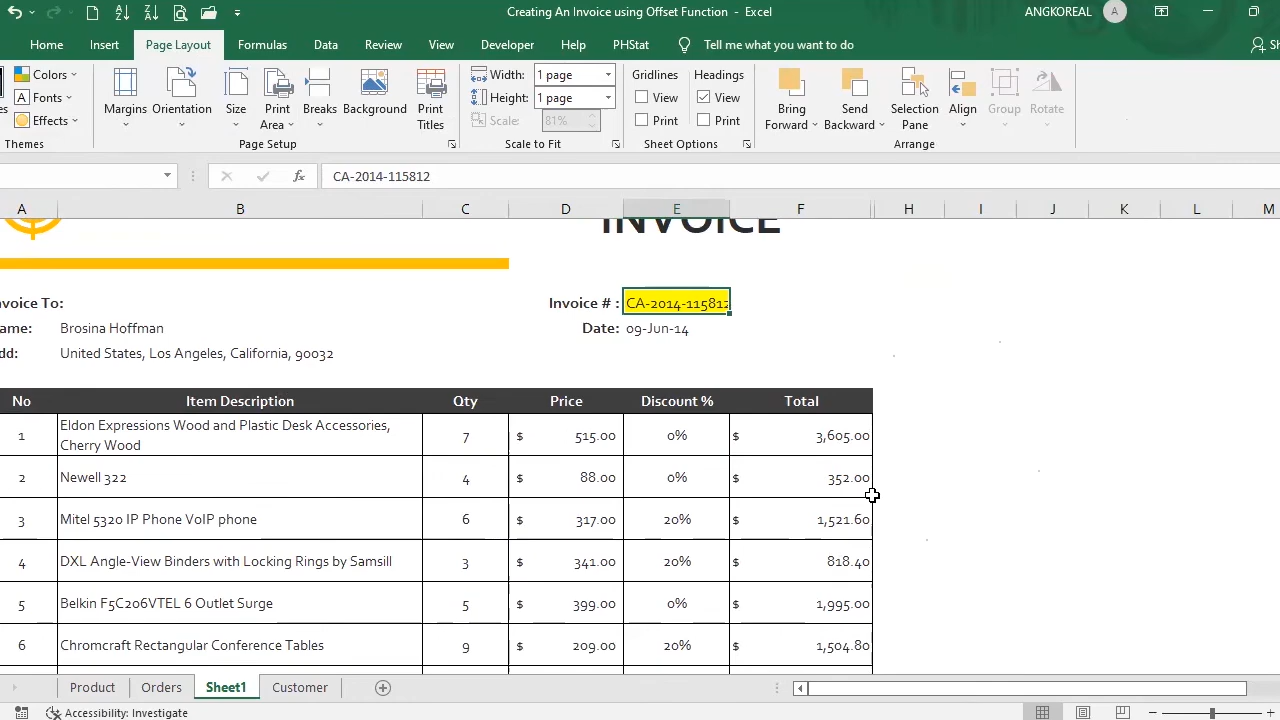 Creating An Invoice using Offset Function - Excel
ANGKOREAL A
Home Insert Page Layout Formulas Data Review View Developer Help PHStat Tell me what you want to do
Colors
Fonts
Effects
Themes
Margins Orientation Size Print Area Breaks Background Print Titles
Page Setup
Width: 1 page
Height: 1 page
Scale: 81%
Scale to Fit
Gridlines Headings
View View
Print Print
Sheet Options
Bring Forward Send Backward Selection Pane Align Group Rotate
Arrange
fx CA-2014-115812
A B C D E F H I J K L M
INVOICE
Invoice # : CA-2014-115812
Brosina Hoffman Date: 09-Jun-14
United States, Los Angeles, California, 90032
No Item Description Qty Price Discount % Total
1 Eldon Expressions Wood and Plastic Desk Accessories, Cherry Wood 7 $ 515.00 0% $ 3,605.00
2 Newell 322 4 $ 88.00 0% $ 352.00
3 Mitel 5320 IP Phone VoIP phone 6 $ 317.00 20% $ 1,521.60
4 DXL Angle-View Binders with Locking Rings by Samsill 3 $ 341.00 20% $ 818.40
5 Belkin F5C206VTEL 6 Outlet Surge 5 $ 399.00 0% $ 1,995.00
6 Chromcraft Rectangular Conference Tables 9 $ 209.00 20% $ 1,504.80
Product Orders Sheet1 Customer
Accessibility: Investigate